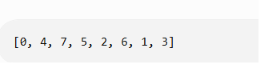 [0, 4, 7, 5, 2, 6, 1, 3]